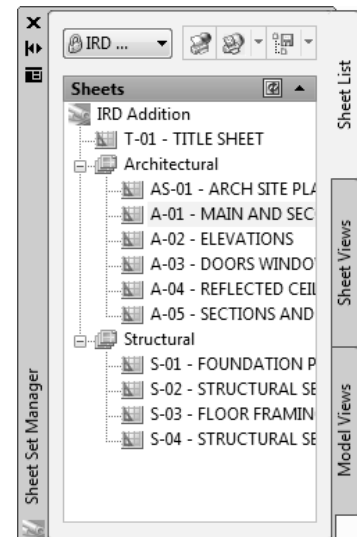 IRD ...
Sheets
IRD Addition
T-01 - TITLE SHEET
Architectural
AS-01 - ARCH SITE PLA
A-01 - MAIN AND SEC
A-02 - ELEVATIONS
A-03 - DOORS WINDO
A-04 - REFLECTED CEIL
A-05 - SECTIONS AND
Structural
S-01 - FOUNDATION P
S-02 - STRUCTURAL SE
S-03 - FLOOR FRAMIN
S-04 - STRUCTURAL SE
Sheet List
Sheet Views
Model Views
Sheet Set Manager